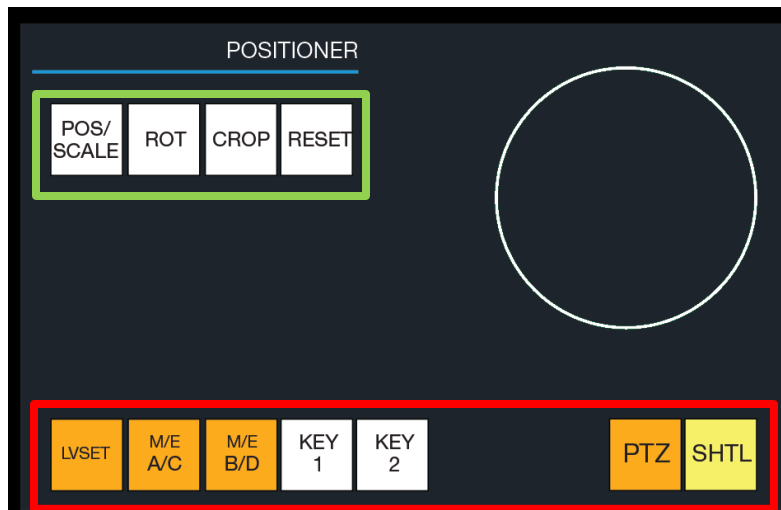 POSITIONER
POS/
SCALE
ROT
CROP
RESET
LVSET
M/E
A/C
M/E
B/D
KEY
1
KEY
2
PTZ
SHTL